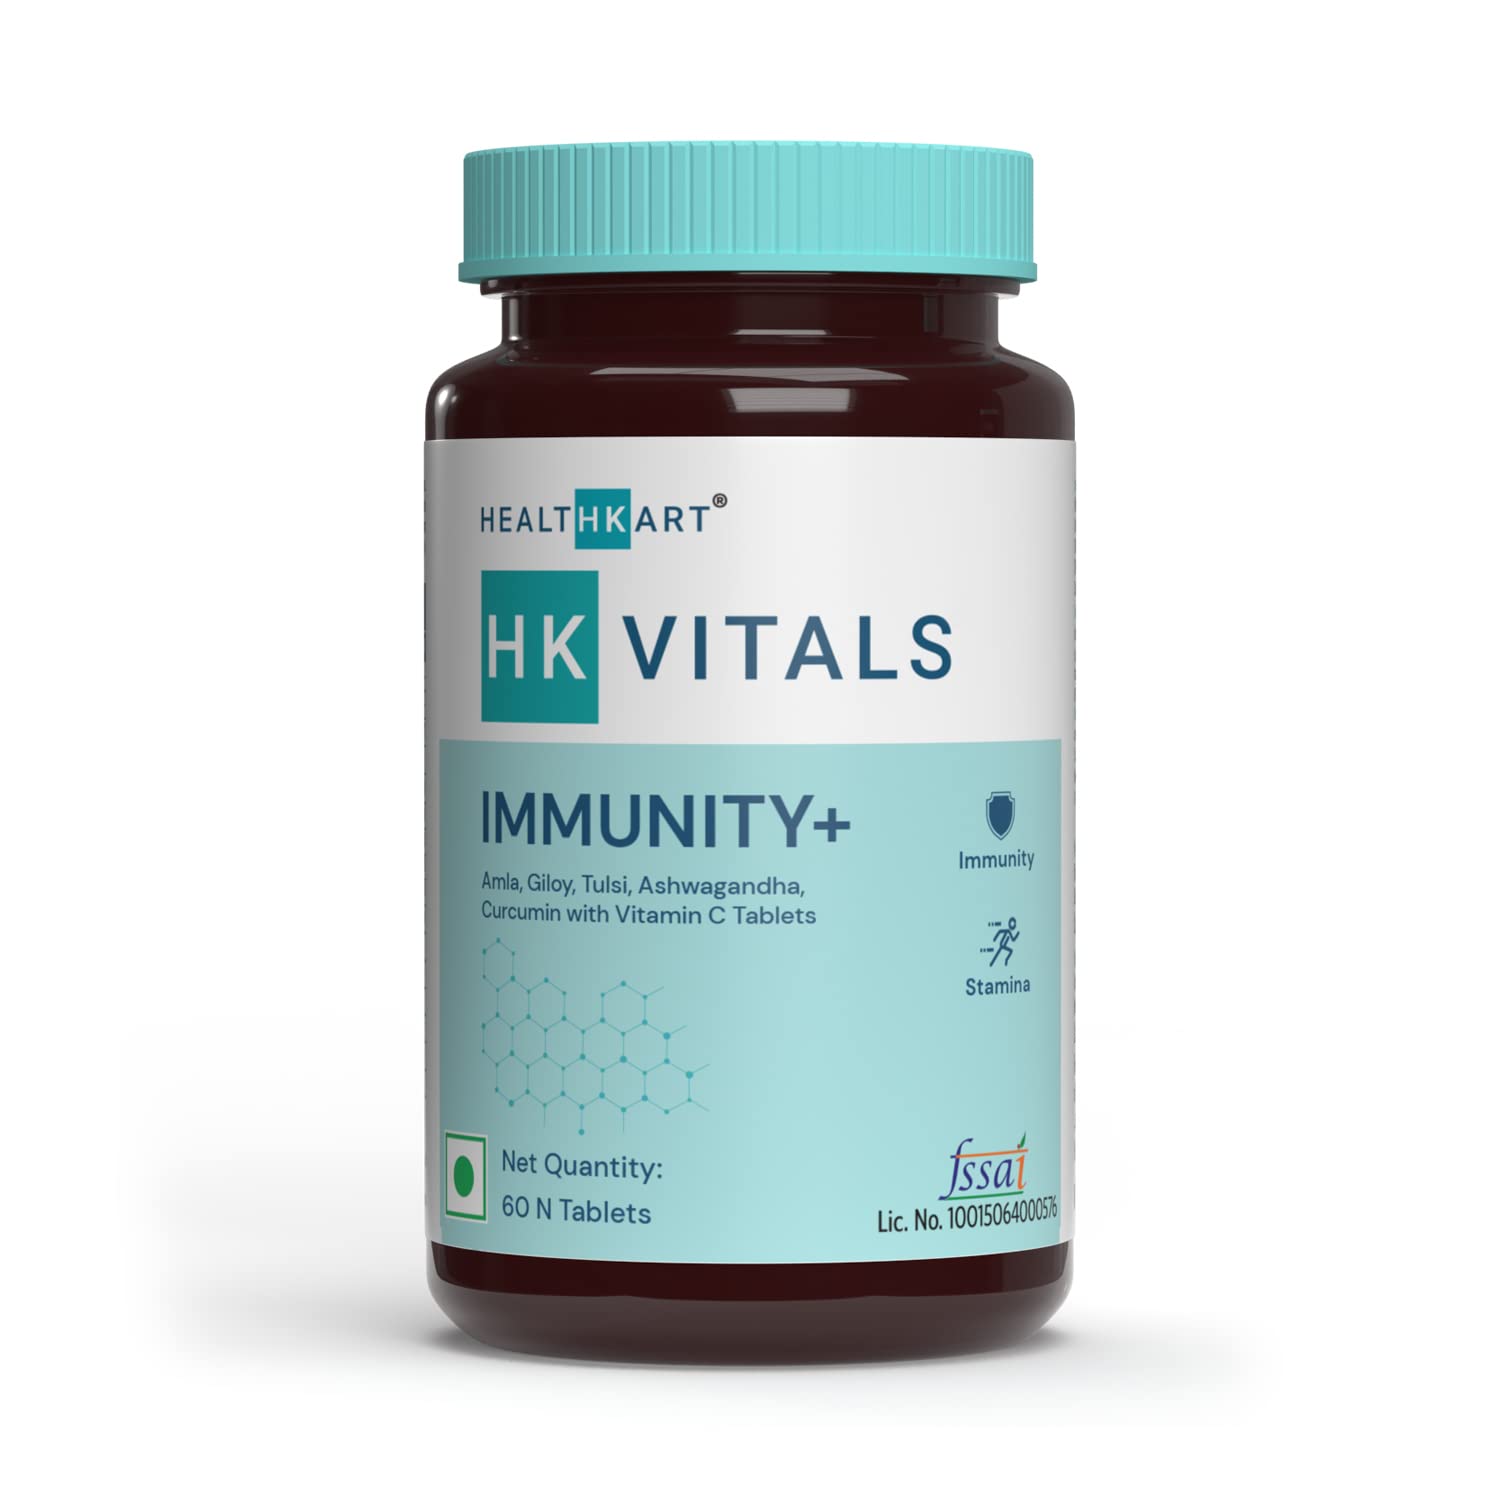 HEALTHKART®
HK VITALS
IMMUNITY+
Amla, Giloy, Tulsi, Ashwagandha,
Curcumin with Vitamin C Tablets
Immunity
Stamina
Net Quantity:
60 N Tablets
fssai
Lic. No. 10015064000576